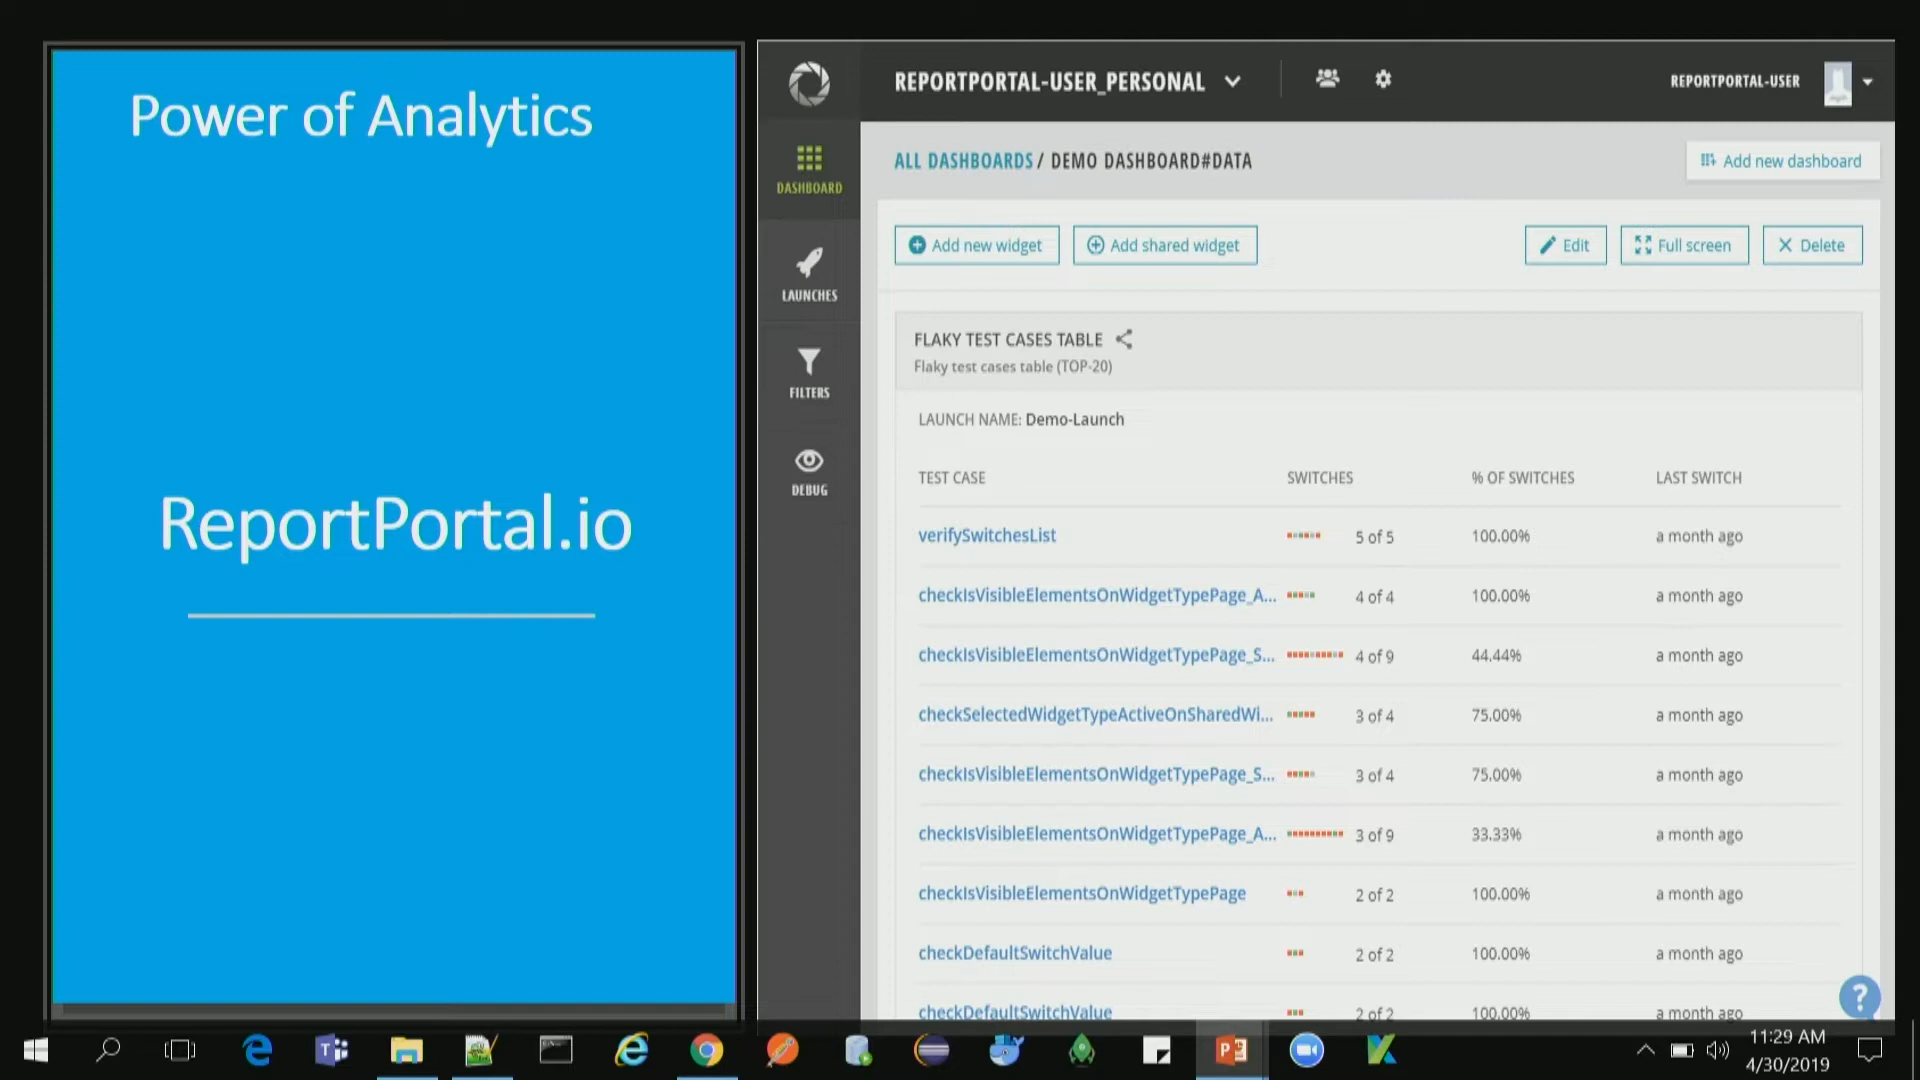 Power of Analytics
ReportPortal.io
REPORTPORTAL-USER_PERSONAL
REPORTPORTAL-USER
DASHBOARD
LAUNCHES
FILTERS
DEBUG
ALL DASHBOARDS / DEMO DASHBOARD#DATA
Add new dashboard
Add new widget
Add shared widget
Edit
Full screen
Delete
FLAKY TEST CASES TABLE
Flaky test cases table (TOP-20)
LAUNCH NAME: Demo-Launch
TEST CASE SWITCHES % OF SWITCHES LAST SWITCH
verifySwitchesList 5 of 5 100.00% a month ago
checkIsVisibleElementsOnWidgetTypePage_A... 4 of 4 100.00% a month ago
checkIsVisibleElementsOnWidgetTypePage_S... 4 of 9 44.44% a month ago
checkSelectedWidgetTypeActiveOnSharedWi... 3 of 4 75.00% a month ago
checkIsVisibleElementsOnWidgetTypePage_S... 3 of 4 75.00% a month ago
checkIsVisibleElementsOnWidgetTypePage_A... 3 of 9 33.33% a month ago
checkIsVisibleElementsOnWidgetTypePage 2 of 2 100.00% a month ago
checkDefaultSwitchValue 2 of 2 100.00% a month ago
checkDefaultSwitchValue 2 of 2 100.00% a month ago
?
11:29 AM
4/30/2019